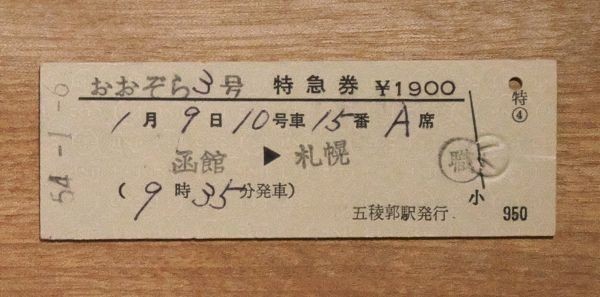 おおぞら3号 特急券 ¥1900
1月9日10号車15番A席
函館 ▶ 札幌
(9時35分発車)
五稜郭駅発行
54-1-6
特
④
職
小
950